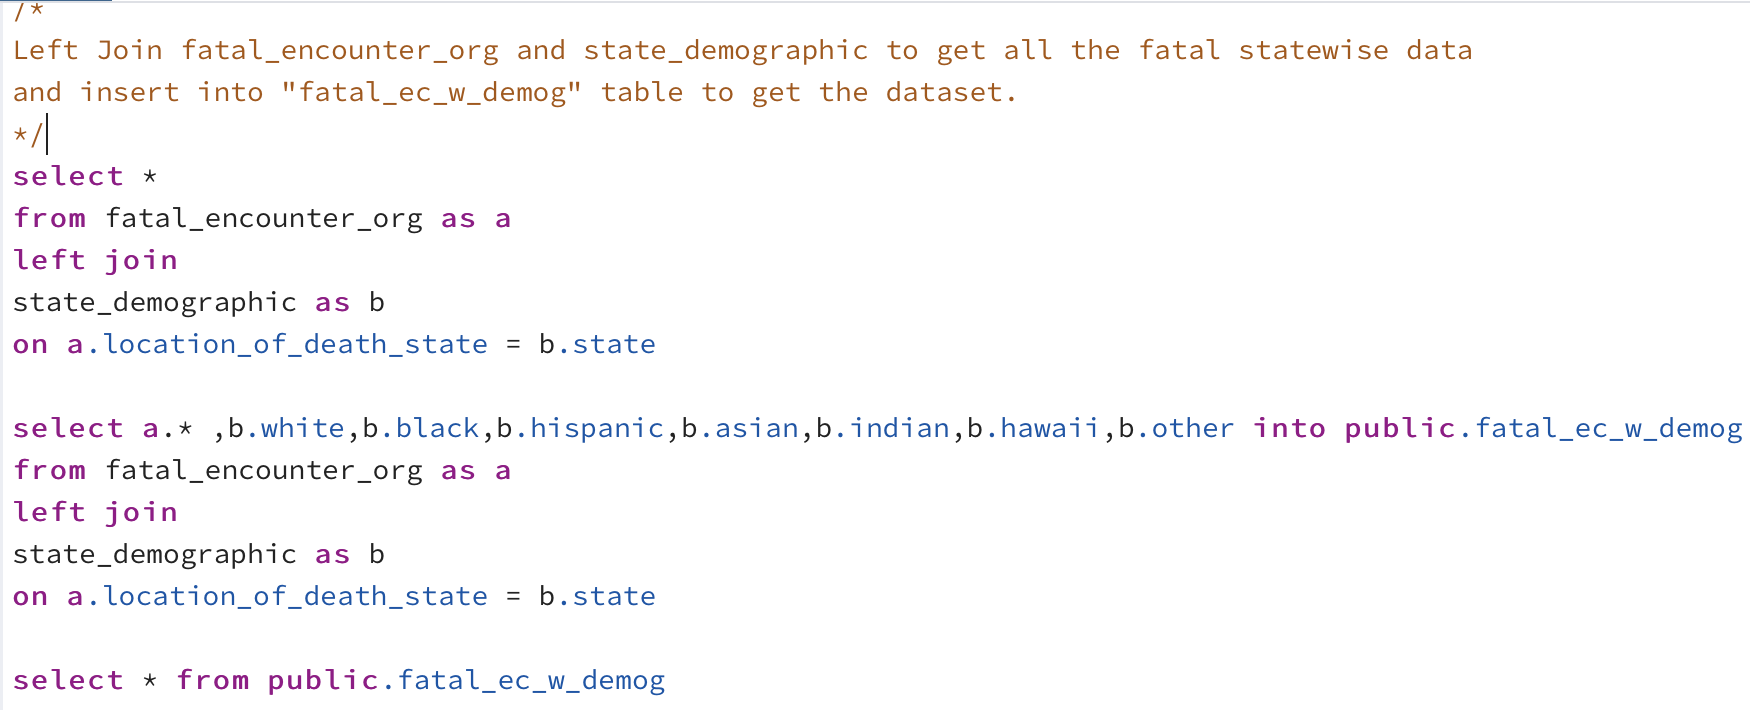 /*
Left Join fatal_encounter_org and state_demographic to get all the fatal statewise data
and insert into "fatal_ec_w_demog" table to get the dataset.
*/
select *
from fatal_encounter_org as a
left join
state_demographic as b
on a.location_of_death_state = b.state
select a.* ,b.white,b.black,b.hispanic,b.asian,b.indian,b.hawaii,b.other into public.fatal_ec_w_demog
from fatal_encounter_org as a
left join
state_demographic as b
on a.location_of_death_state = b.state
select * from public.fatal_ec_w_demog